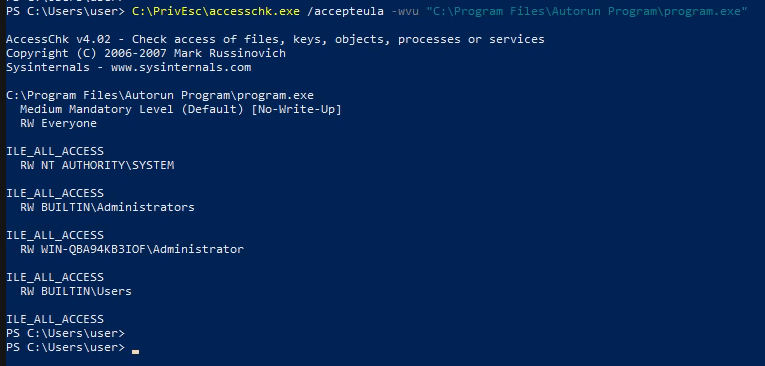 PS C:\Users\user> C:\PrivEsc\accesschk.exe /accepteula -wvu "C:\Program Files\Autorun Program\program.exe"
AccessChk v4.02 - Check access of files, keys, objects, processes or services
Copyright (C) 2006-2007 Mark Russinovich
Sysinternals - www.sysinternals.com
C:\Program Files\Autorun Program\program.exe
Medium Mandatory Level (Default) [No-Write-Up]
RW Everyone
ILE_ALL_ACCESS
RW NT AUTHORITY\SYSTEM
ILE_ALL_ACCESS
RW BUILTIN\Administrators
ILE_ALL_ACCESS
RW WIN-QBA94KB3IOF\Administrator
ILE_ALL_ACCESS
RW BUILTIN\Users
ILE_ALL_ACCESS
PS C:\Users\user>
PS C:\Users\user>